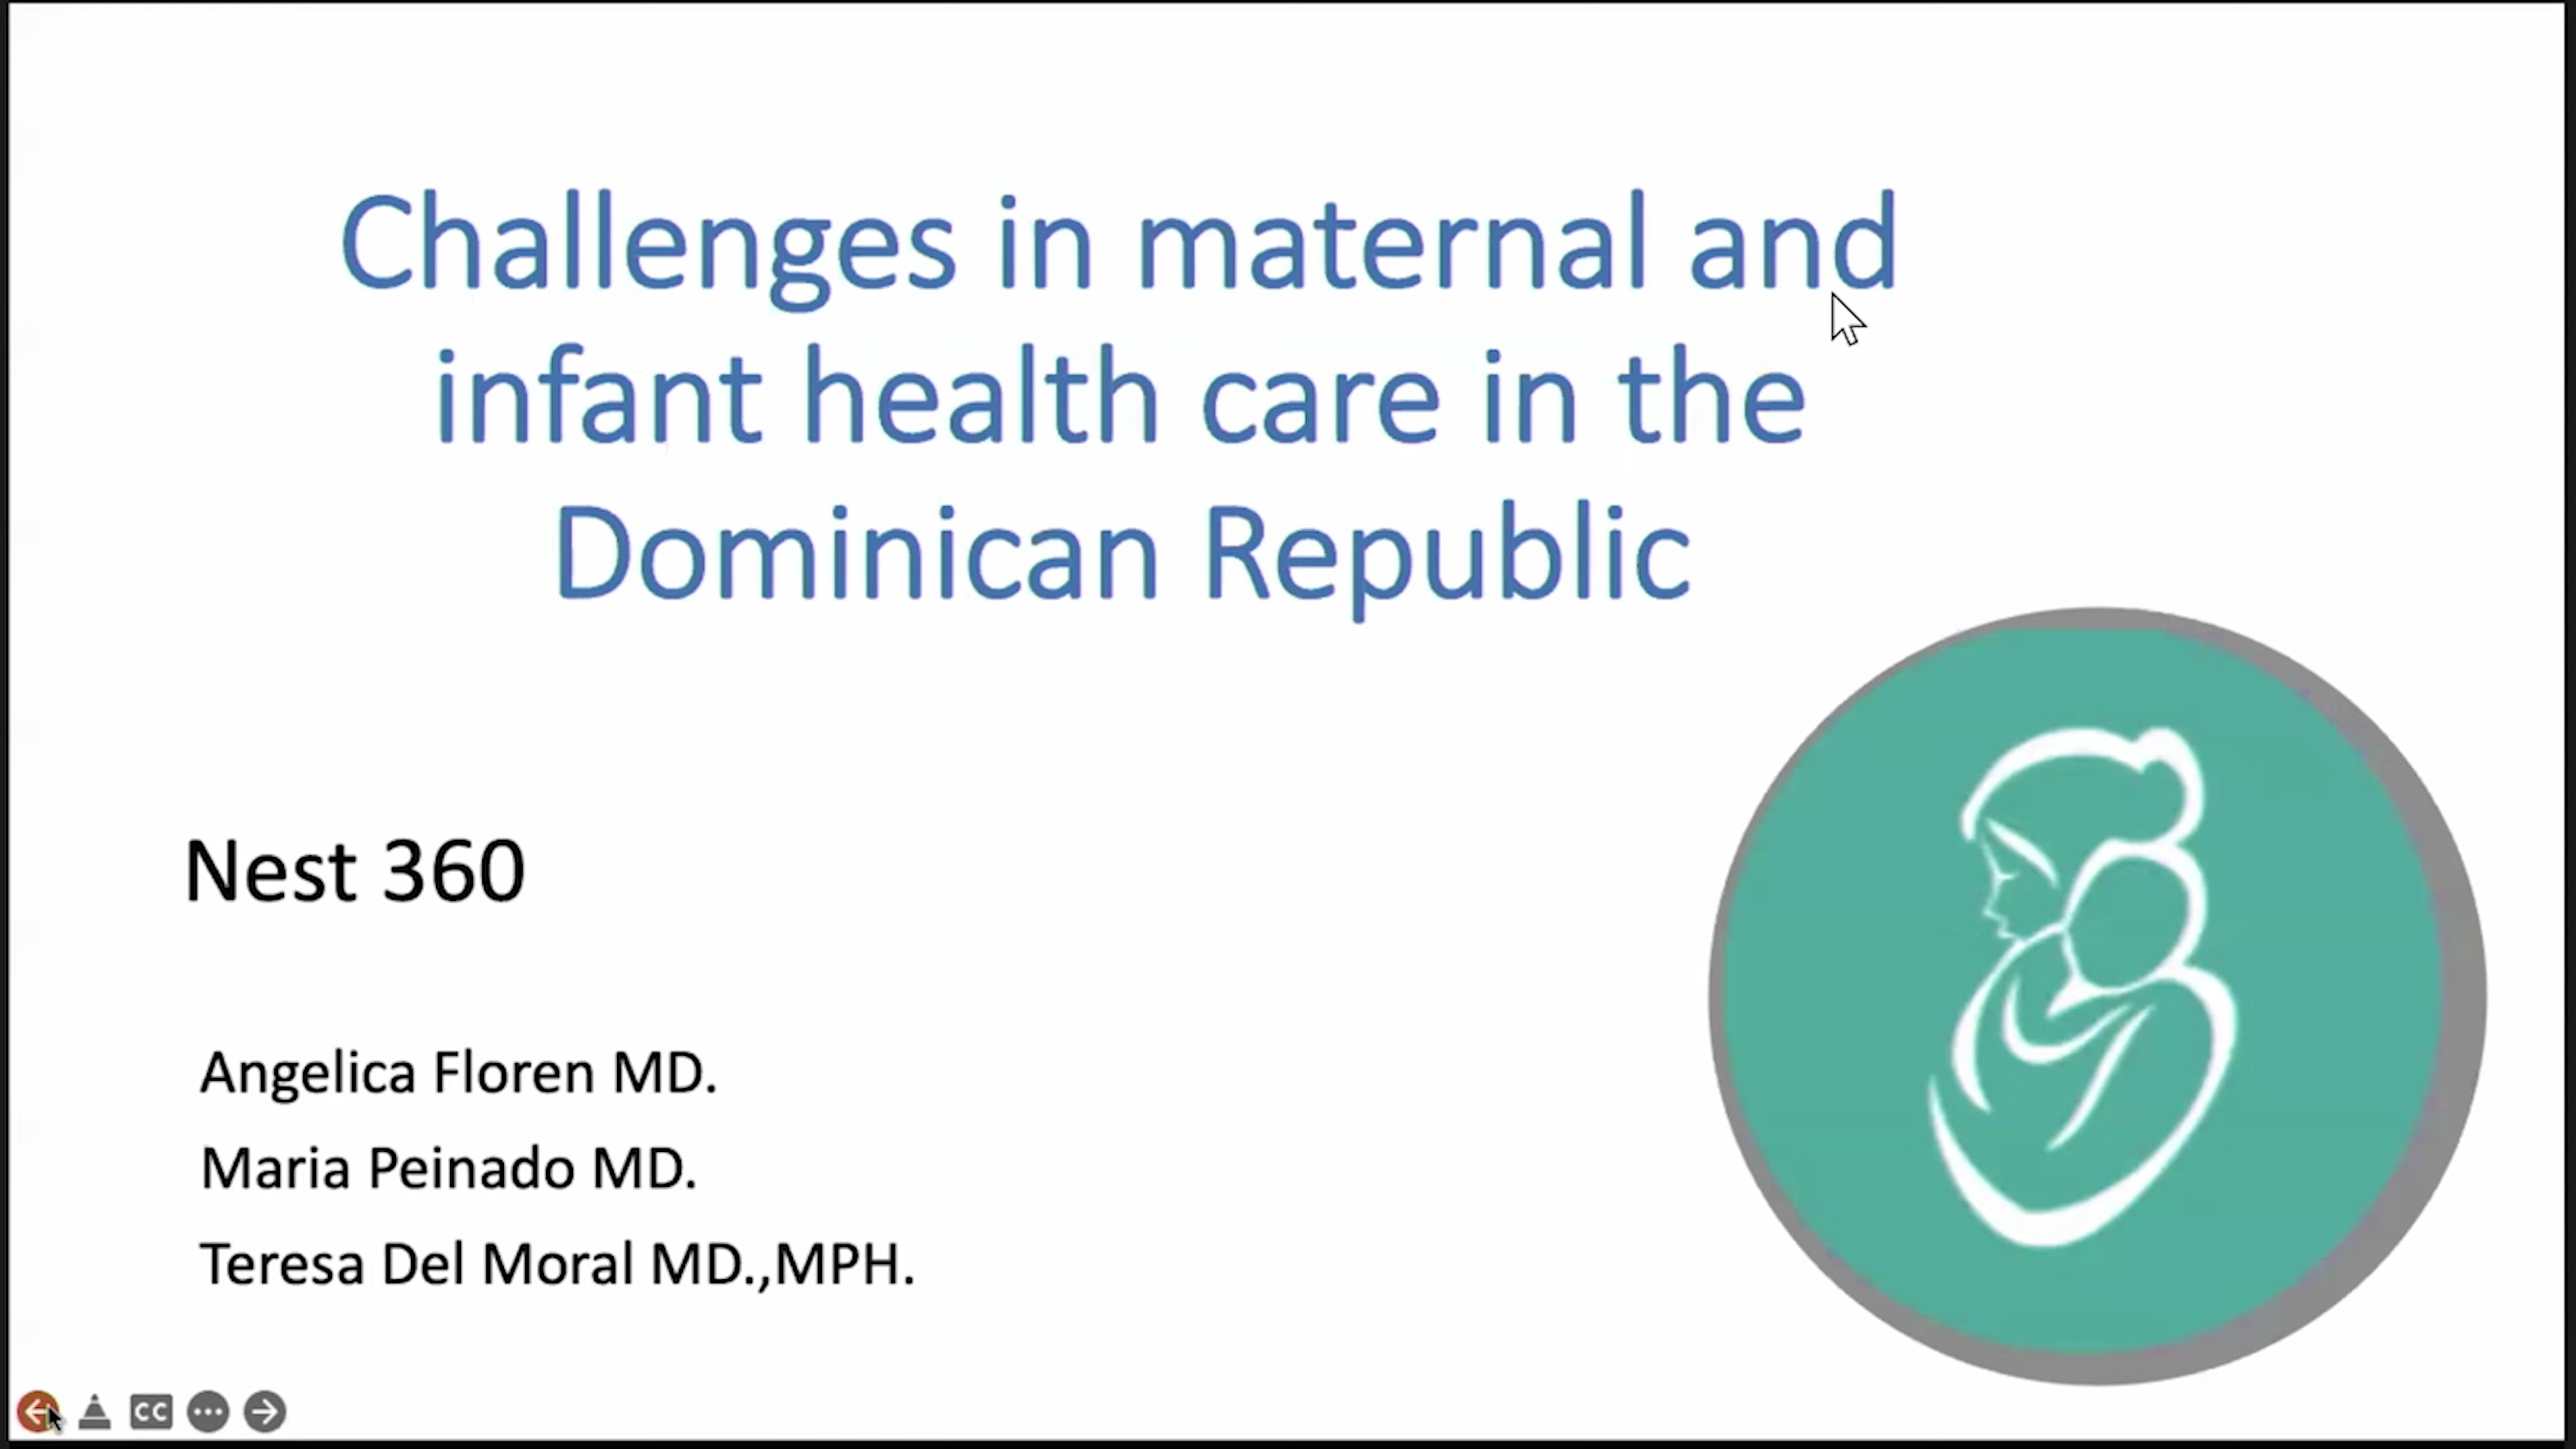 Challenges in maternal and
infant health care in the
Dominican Republic
Nest 360
Angelica Floren MD.
Maria Peinado MD.
Teresa Del Moral MD.,MPH.
CC